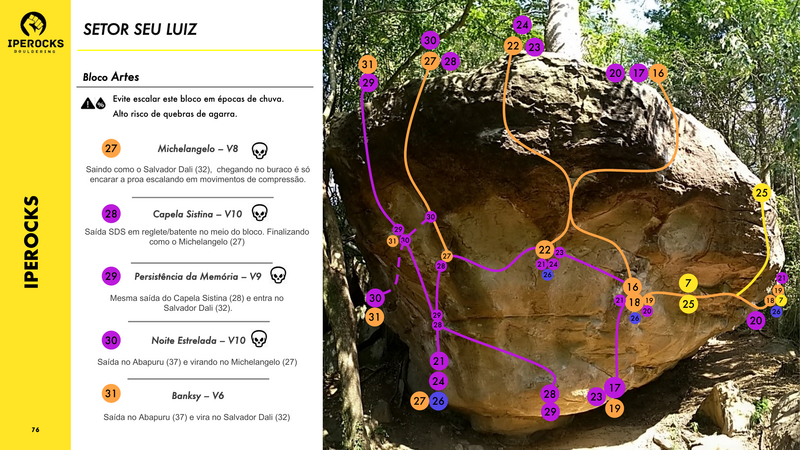 IPEROCKS
BOULDERING
SETOR SEU LUIZ
Bloco Artes
Evite escalar este bloco em épocas de chuva.
Alto risco de quebras de agarra.
27
Michelangelo – V8
Saindo como o Salvador Dali (32), chegando no buraco é só
encarar a proa escalando em movimentos de compressão.
28
Capela Sistina – V10
Saída SDS em reglete/batente no meio do bloco. Finalizando
como o Michelangelo (27)
29
Persistência da Memória – V9
Mesma saída do Capela Sistina (28) e entra no
Salvador Dali (32).
30
Noite Estrelada – V10
Saída no Abapuru (37) e virando no Michelangelo (27)
31
Banksy – V6
Saída no Abapuru (37) e vira no Salvador Dali (32)
IPEROCKS
76
24
30
22 23
31 27 28
20 17 16
29
25
30
29
31 30
22 23
27
21 24
28
26
21
7
16
19
30
21 18 19
25
18 7
20
26
26
31
20
29
28
21
24
28
17
23
27 26
29
19